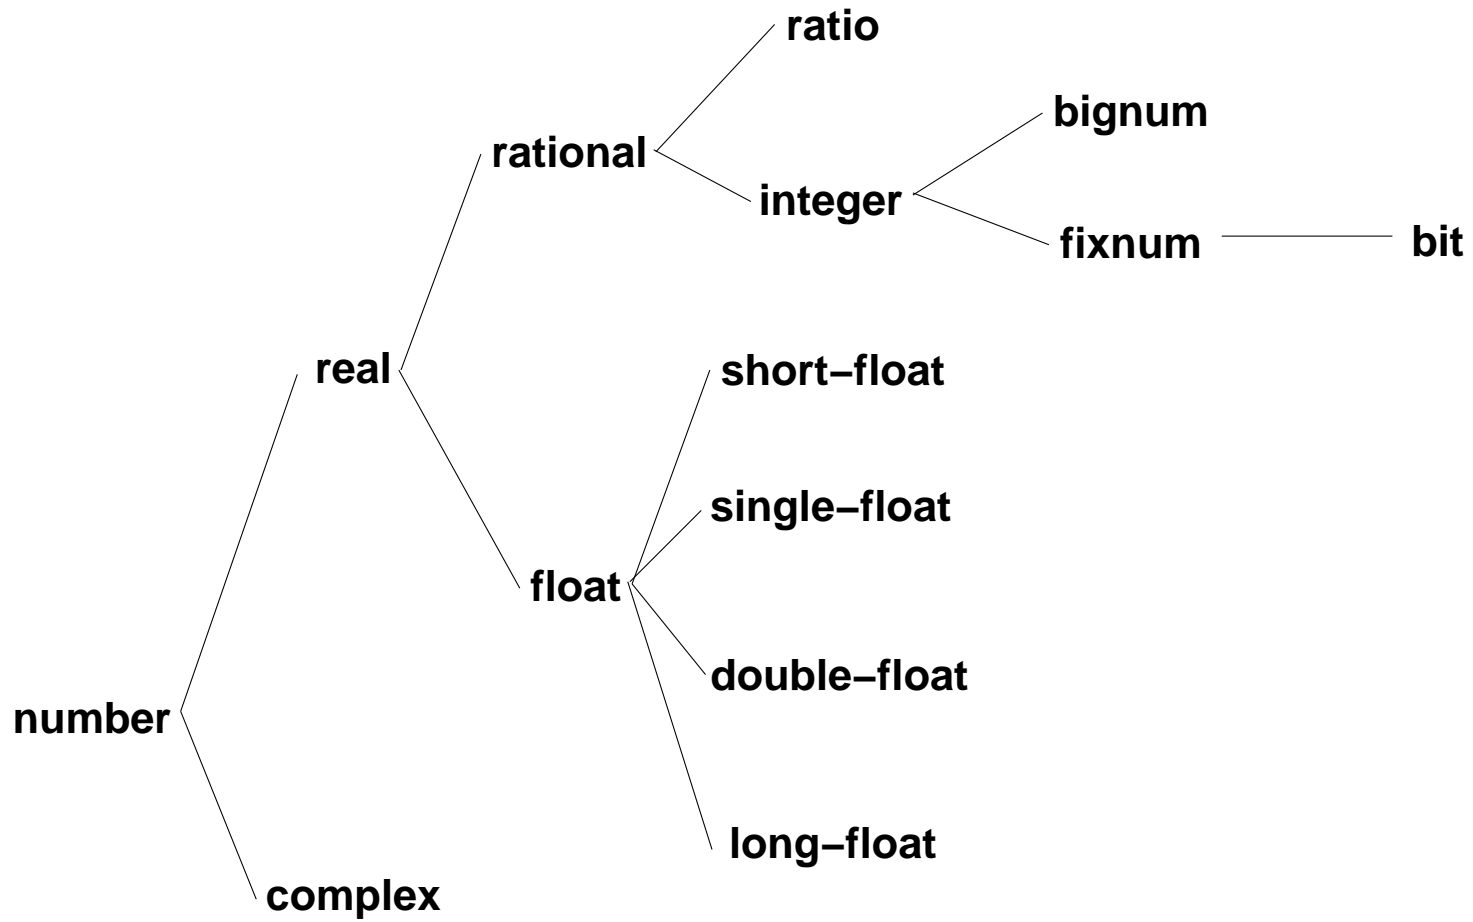 ratio
bignum
rational
integer
fixnum
bit
real
short–float
single–float
float
double–float
number
long–float
complex